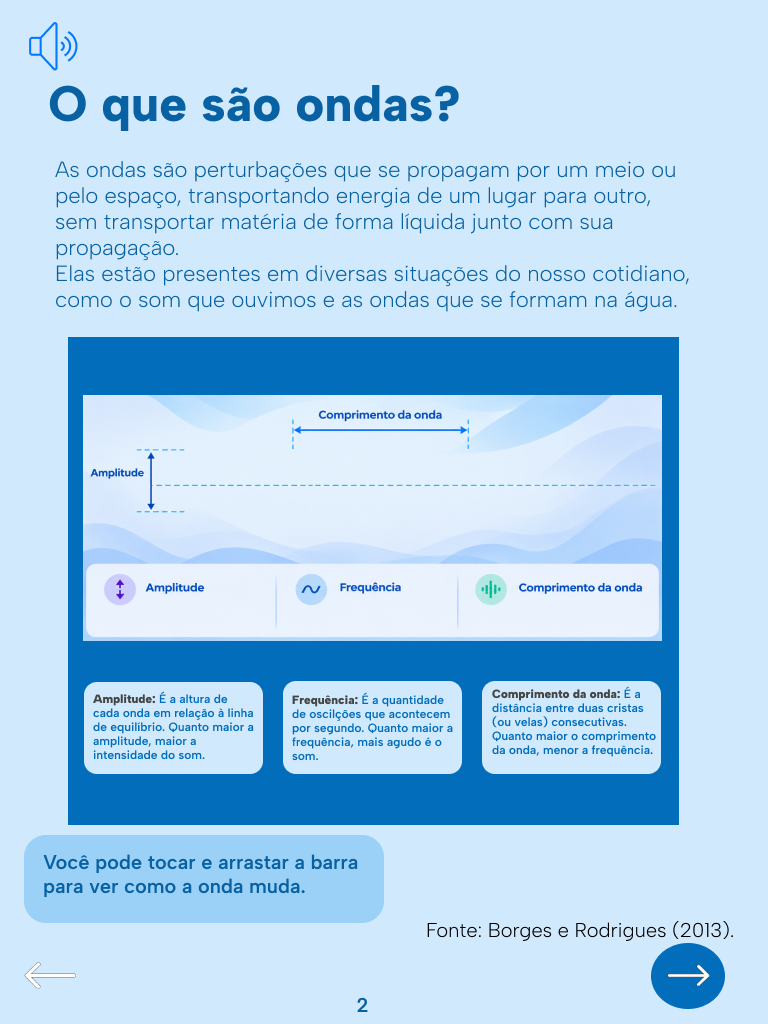 O que são ondas?
As ondas são perturbações que se propagam por um meio ou
pelo espaço, transportando energia de um lugar para outro,
sem transportar matéria de forma líquida junto com sua
propagação.
Elas estão presentes em diversas situações do nosso cotidiano,
como o som que ouvimos e as ondas que se formam na água.
Comprimento da onda
Amplitude
Amplitude
Frequência
Comprimento da onda
Amplitude: É a altura de
cada onda em relação à linha
de equilíbrio. Quanto maior a
amplitude, maior a
intensidade do som.
Frequência: É a quantidade
de oscilções que acontecem
por segundo. Quanto maior a
frequência, mais agudo é o
som.
Comprimento da onda: É a
distância entre duas cristas
(ou velas) consecutivas.
Quanto maior o comprimento
da onda, menor a frequência.
Você pode tocar e arrastar a barra
para ver como a onda muda.
Fonte: Borges e Rodrigues (2013).
2